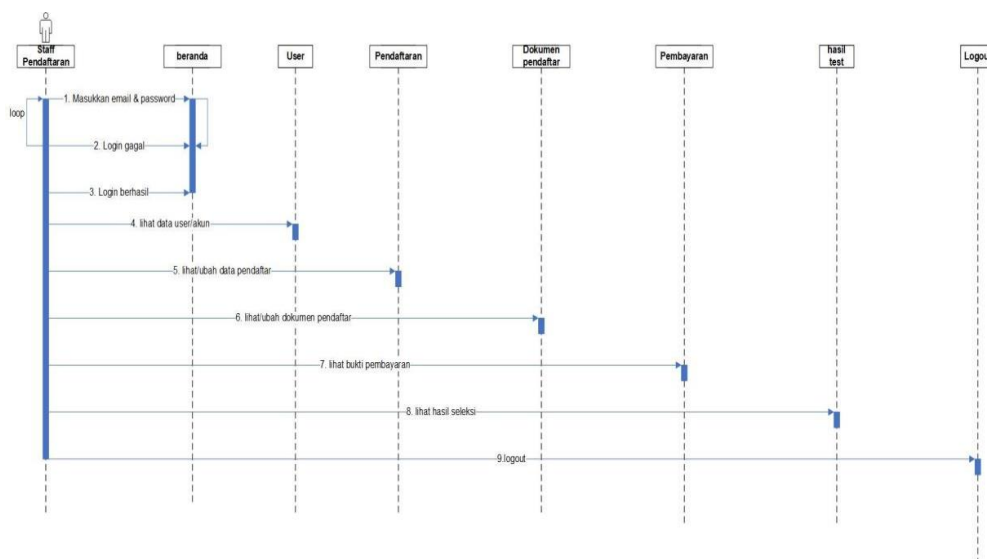 Staff
Pendaftaran
beranda
User
Pendaftaran
Dokumen
pendaftar
Pembayaran
hasil
test
Logou
loop
1. Masukkan email & password
2. Login gagal
3. Login berhasil
4. lihat data user/akun
5. lihat/ubah data pendaftar
6. lihat/ubah dokumen pendaftar
7. lihat bukti pembayaran
8. lihat hasil seleksi
9.logout